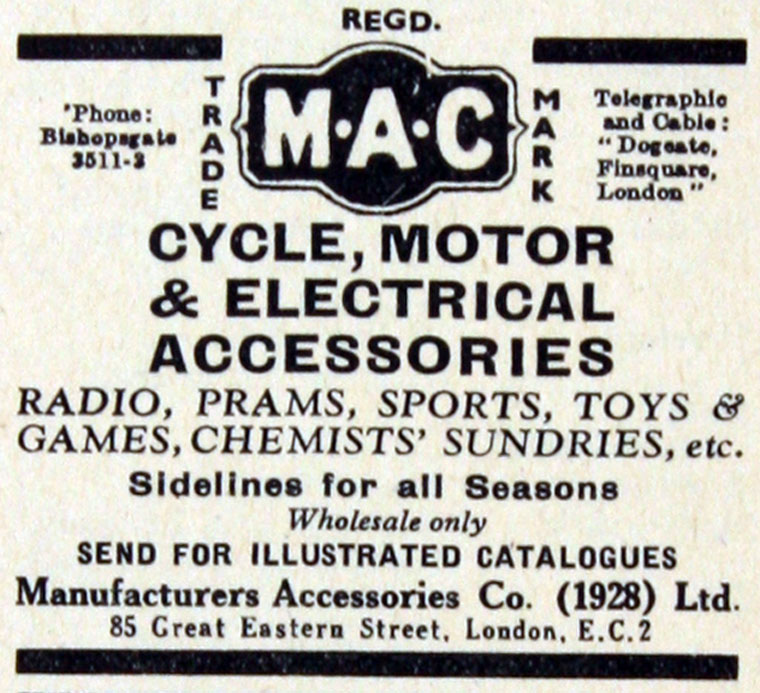 REGD.
TRADE
M·A·C
MARK
'Phone:
Bishopsgate
3511-3
Telegraphic
and Cable:
"Dogeate,
Finsquare,
London"
CYCLE, MOTOR
& ELECTRICAL
ACCESSORIES
RADIO, PRAMS, SPORTS, TOYS &
GAMES, CHEMISTS' SUNDRIES, etc.
Sidelines for all Seasons
Wholesale only
SEND FOR ILLUSTRATED CATALOGUES
Manufacturers Accessories Co. (1928) Ltd.
85 Great Eastern Street, London, E.C.2